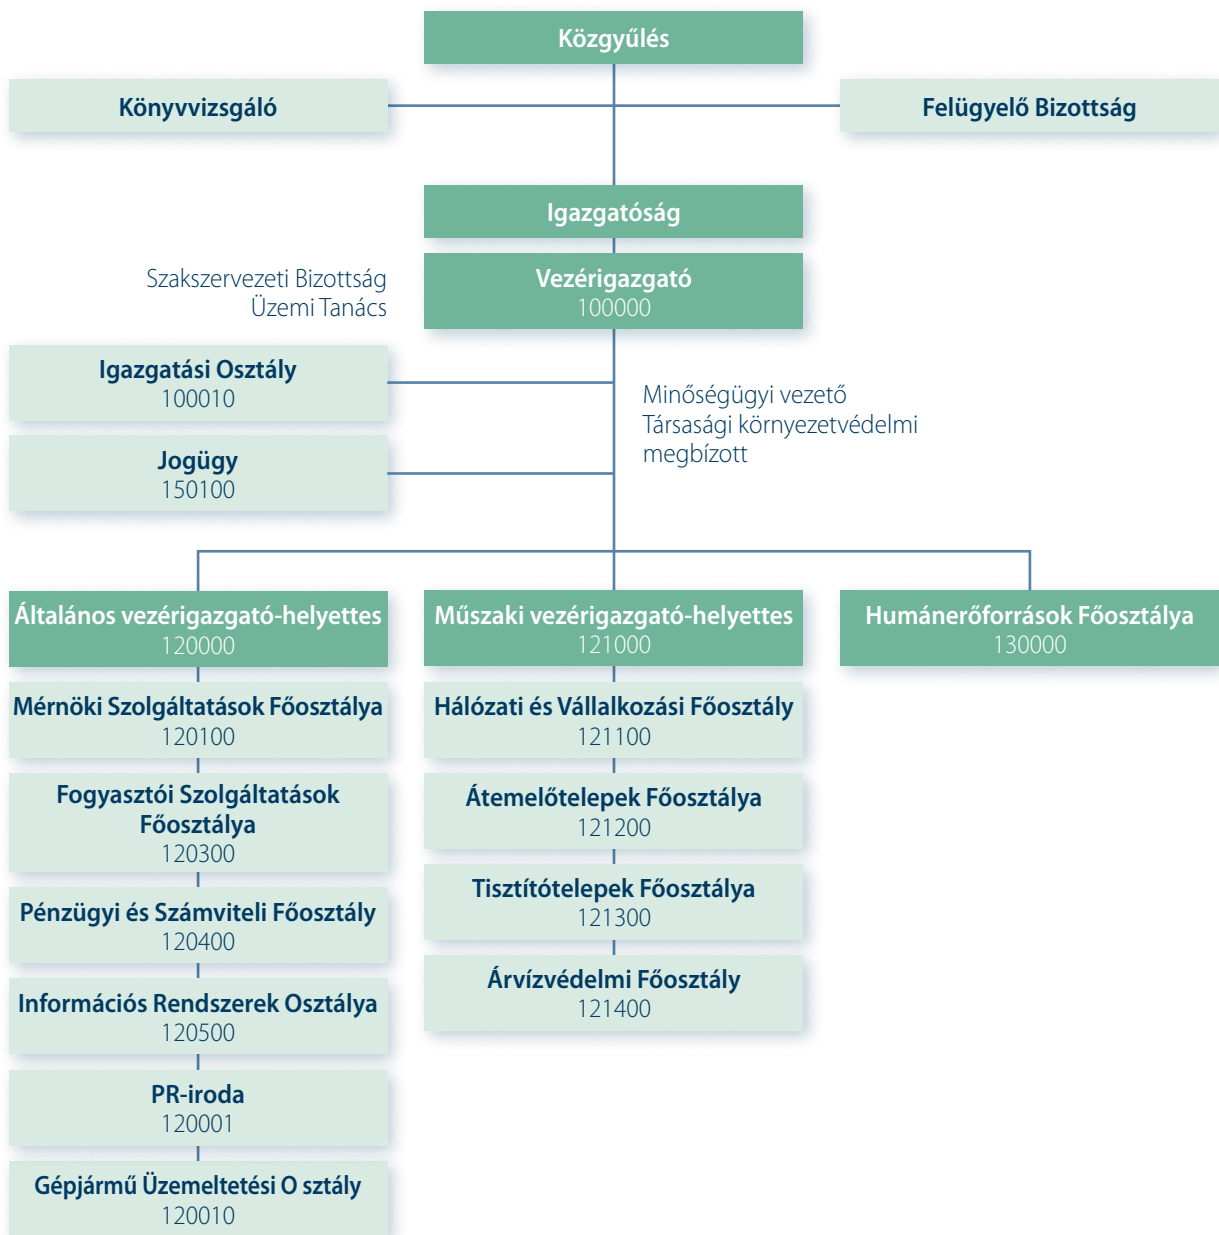 Közgyűlés
Könyvvizsgáló
Felügyelő Bizottság
Igazgatóság
Szakszervezeti Bizottság
Üzemi Tanács
Vezérigazgató
100000
Igazgatási Osztály
100010
Minőségügyi vezető
Társasági környezetvédelmi
megbízott
Jogügy
150100
Általános vezérigazgató-helyettes
120000
Műszaki vezérigazgató-helyettes
121000
Humánerőforrások Főosztálya
130000
Mérnöki Szolgáltatások Főosztálya
120100
Fogyasztói Szolgáltatások
Főosztálya
120300
Pénzügyi és Számviteli Főosztály
120400
Információs Rendszerek Osztálya
120500
PR-iroda
120001
Gépjármű Üzemeltetési O sztály
120010
Hálózati és Vállalkozási Főosztály
121100
Átemelőtelepek Főosztálya
121200
Tisztítótelepek Főosztálya
121300
Árvízvédelmi Főosztály
121400